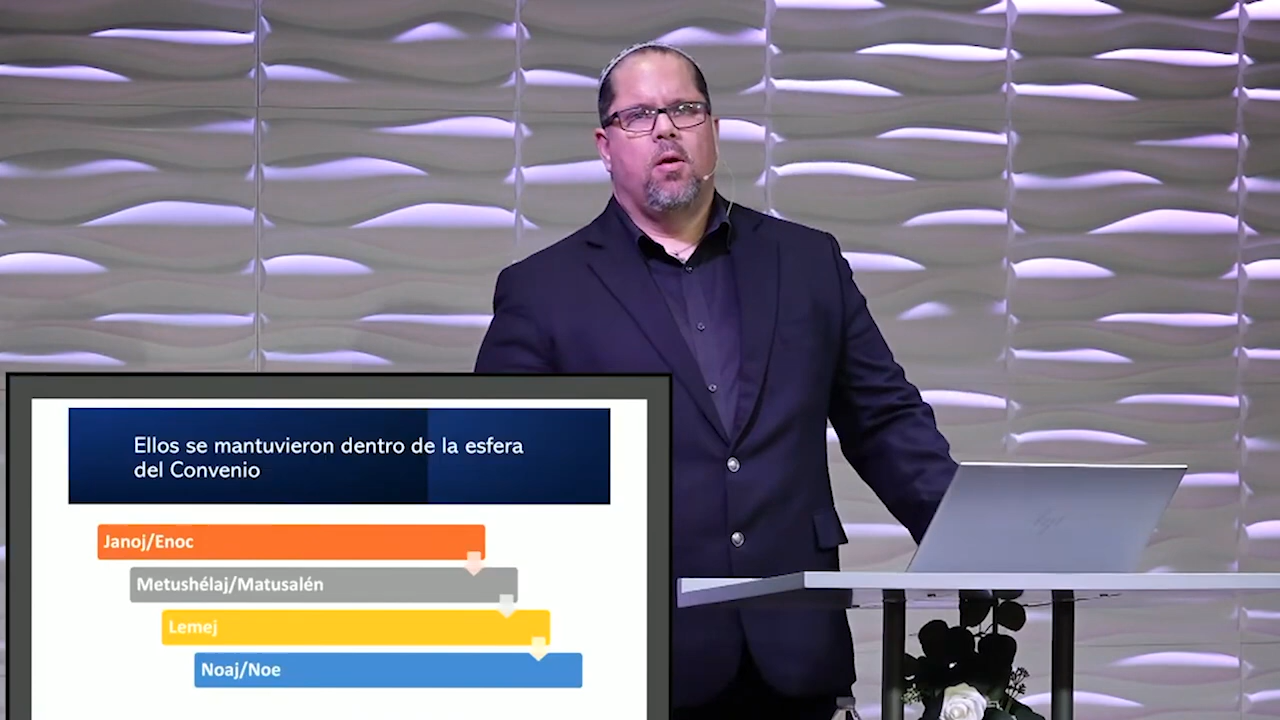 Ellos se mantuvieron dentro de la esfera
del Convenio
Janoj/Enoc
Metushélaj/Matusalén
Lemej
Noaj/Noe